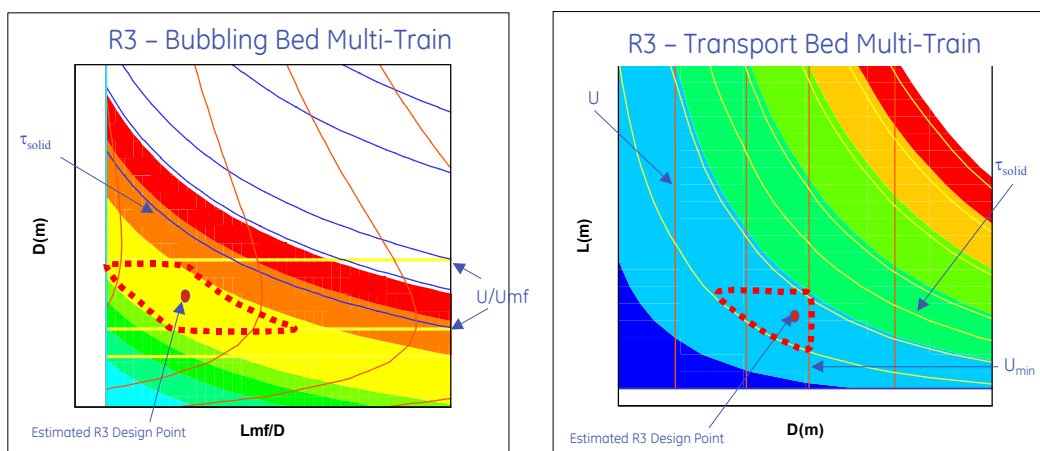 R3 – Bubbling Bed Multi-Train
τsolid
D(m)
U/Umf
Estimated R3 Design Point
Lmf/D
R3 – Transport Bed Multi-Train
U
τsolid
L(m)
Umin
Estimated R3 Design Point
D(m)